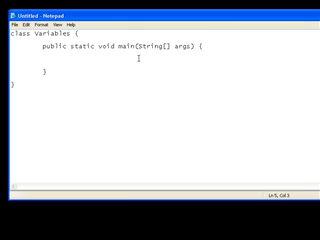 Untitled - Notepad
File Edit Format View Help
class Variables {
public static void main(String[] args) {
}
}
Ln 5, Col 3